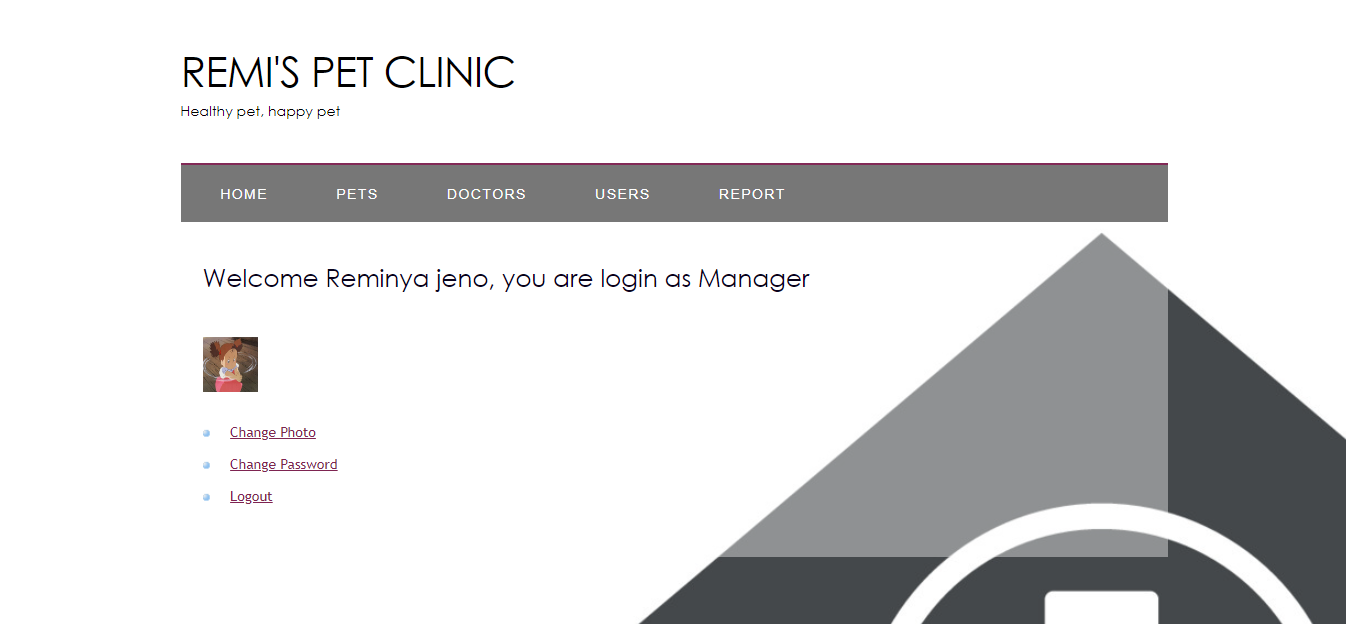 REMI'S PET CLINIC
Healthy pet, happy pet
HOME PETS DOCTORS USERS REPORT
Welcome Reminya jeno, you are login as Manager
Change Photo
Change Password
Logout